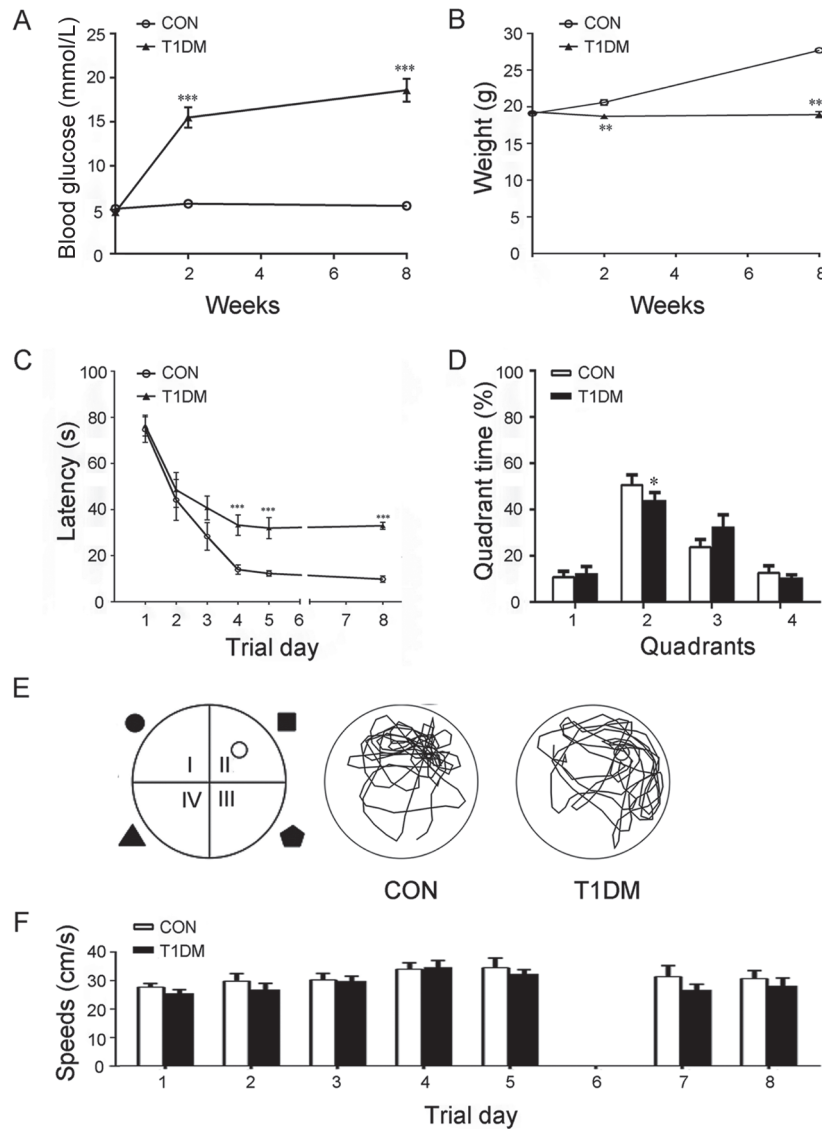 A
CON
T1DM
Blood glucose (mmol/L)
25
20
15
10
5
0
***
***
2 4 6 8
Weeks
B
CON
T1DM
Weight (g)
30
25
20
15
10
5
0
**
**
2 4 6 8
Weeks
C
CON
T1DM
Latency (s)
100
80
60
40
20
0
*** *** ***
1 2 3 4 5 6 7 8
Trial day
D
CON
T1DM
Quadrant time (%)
100
80
60
40
20
0
*
1 2 3 4
Quadrants
E
I II
IV III
CON T1DM
F
CON
T1DM
Speeds (cm/s)
40
30
20
10
0
1 2 3 4 5 6 7 8
Trial day